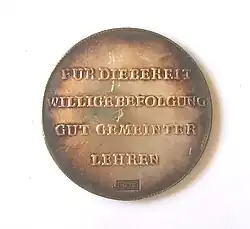 FÜR DIE BEREIT
WILLIGE BEFOLGUNG
GUT GEMEINTER
LEHREN